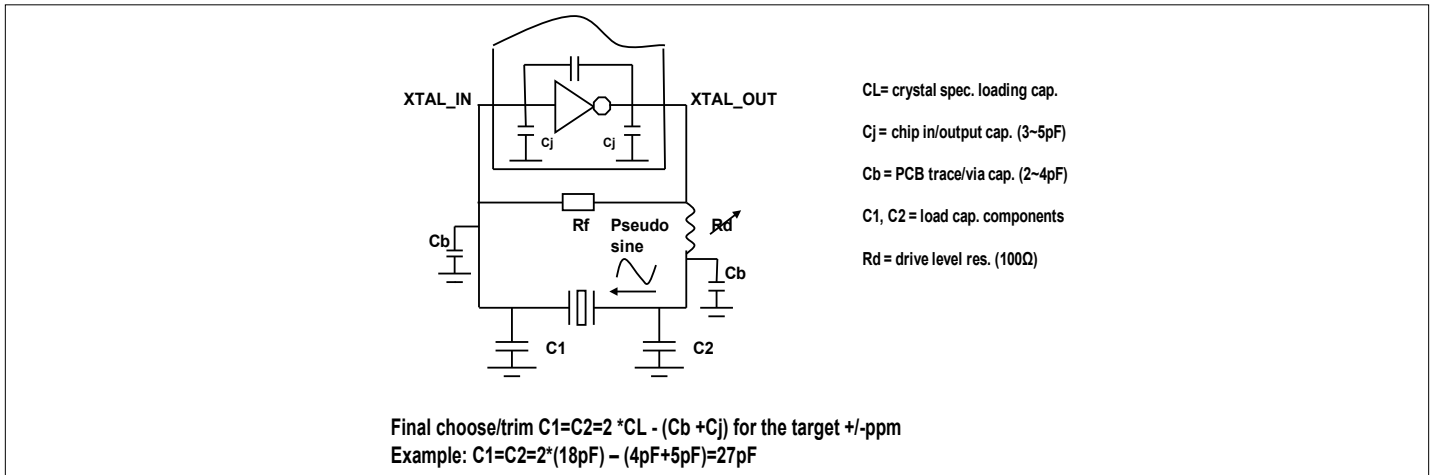 XTAL_IN
XTAL_OUT
Cj
Cj
Rf
Pseudo
sine
Rd
Cb
Cb
C1
C2
CL= crystal spec. loading cap.
Cj = chip in/output cap. (3~5pF)
Cb = PCB trace/via cap. (2~4pF)
C1, C2 = load cap. components
Rd = drive level res. (100Ω)
Final choose/trim C1=C2=2 *CL - (Cb +Cj) for the target +/-ppm
Example: C1=C2=2*(18pF) – (4pF+5pF)=27pF